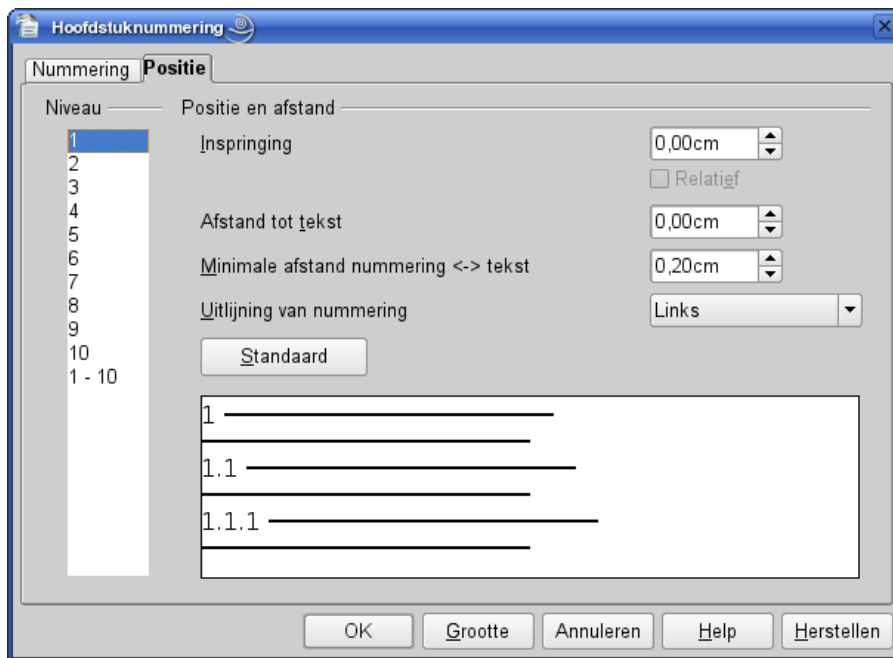 Hoofdstuknummering
Nummering Positie
Niveau
1
2
3
4
5
6
7
8
9
10
1 - 10
Positie en afstand
Inspringing 0,00cm
Relatief
Afstand tot tekst 0,00cm
Minimale afstand nummering <-> tekst 0,20cm
Uitlijning van nummering Links
Standaard
1
1.1
1.1.1
OK Grootte Annuleren Help Herstellen